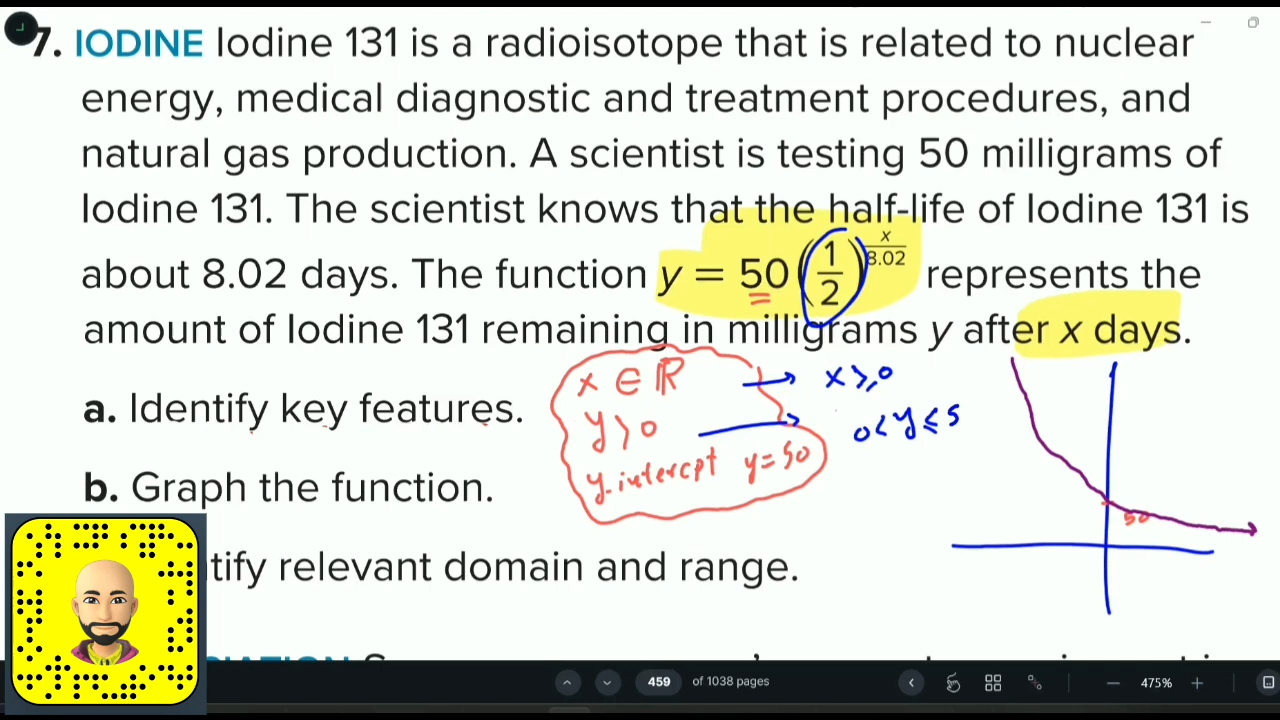 7. IODINE Iodine 131 is a radioisotope that is related to nuclear
energy, medical diagnostic and treatment procedures, and
natural gas production. A scientist is testing 50 milligrams of
Iodine 131. The scientist knows that the half-life of Iodine 131 is
about 8.02 days. The function y = 50(1/2)^(x/8.02) represents the
amount of Iodine 131 remaining in milligrams y after x days.
x ∈ ℝ → x ⩾ 0
a. Identify key features.
y > 0 → 0 < y ⩽ 5
y-intercept y = 50
b. Graph the function.
50
tify relevant domain and range.
459 of 1038 pages
475%